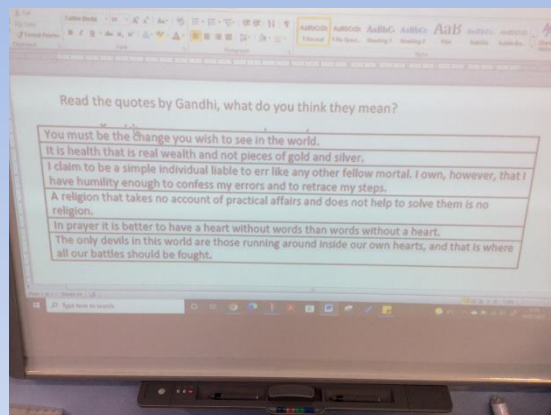 Read the quotes by Gandhi, what do you think they mean?
You must be the change you wish to see in the world.
It is health that is real wealth and not pieces of gold and silver.
I claim to be a simple individual liable to err like any other fellow mortal. I own, however, that I
have humility enough to confess my errors and to retrace my steps.
A religion that takes no account of practical affairs and does not help to solve them is no
religion.
In prayer it is better to have a heart without words than words without a heart.
The only devils in this world are those running around inside our own hearts, and that is where
all our battles should be fought.
Type here to search